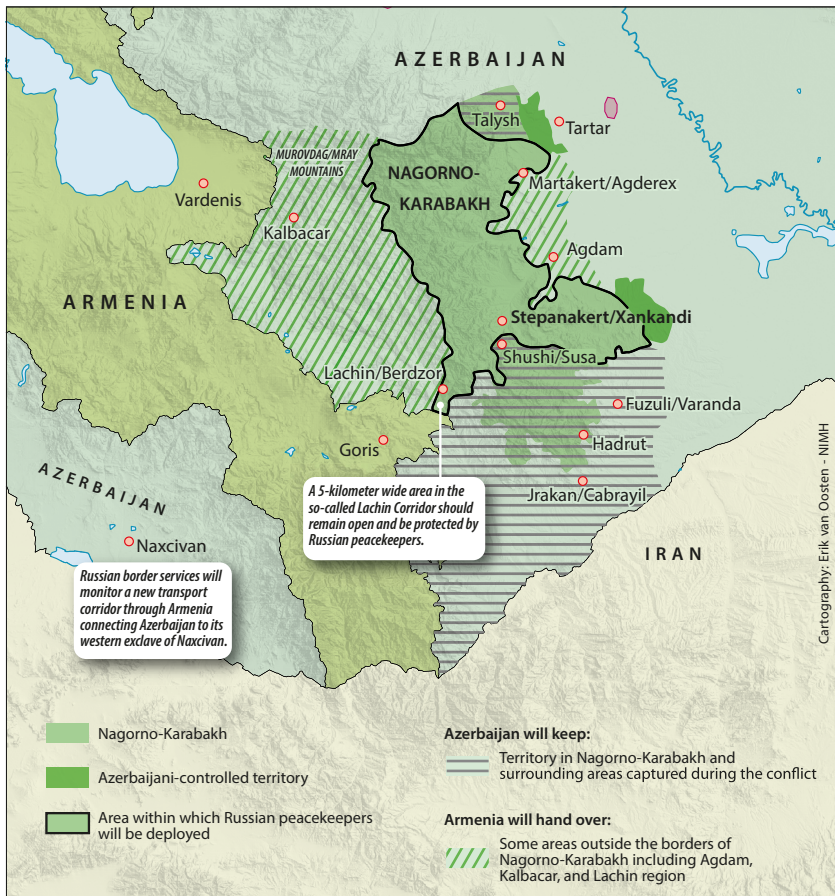 AZERBAIJAN
Talysh
Tartar
MUROVDAG/MRAY
MOUNTAINS
NAGORNO-
KARABAKH
Martakert/Agderex
Vardenis
Kalbacar
Agdam
ARMENIA
Stepanakert/Xankandi
Shushi/Susa
Lachin/Berdzor
Fuzuli/Varanda
Goris
Hadrut
AZERBAIJAN
Jrakan/Cabrayil
A 5-kilometer wide area in the
so-called Lachin Corridor should
remain open and be protected by
Russian peacekeepers.
Naxcivan
IRAN
Russian border services will
monitor a new transport
corridor through Armenia
connecting Azerbaijan to its
western exclave of Naxcivan.
Cartography: Erik van Oosten - NIMH
Nagorno-Karabakh
Azerbaijani-controlled territory
Area within which Russian peacekeepers
will be deployed
Azerbaijan will keep:
Territory in Nagorno-Karabakh and
surrounding areas captured during the conflict
Armenia will hand over:
Some areas outside the borders of
Nagorno-Karabakh including Agdam,
Kalbacar, and Lachin region